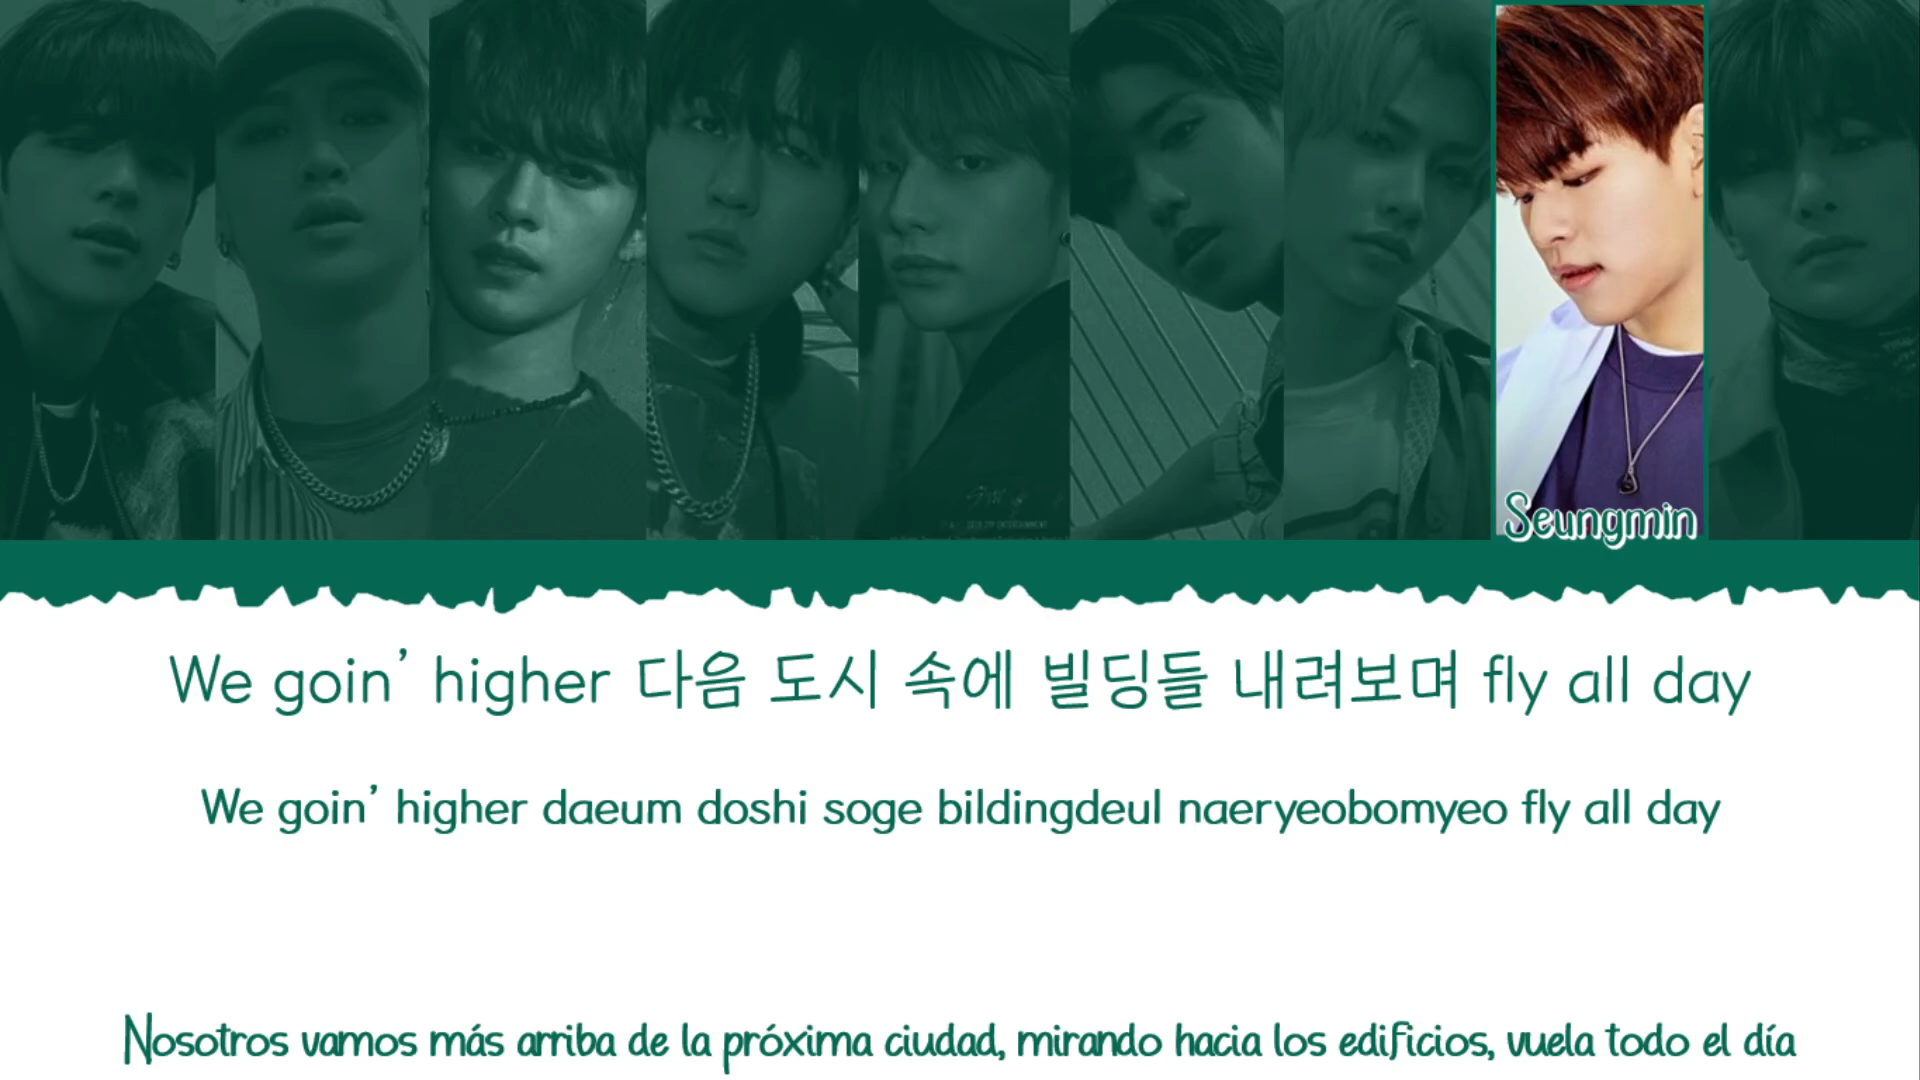 Seungmin
We goin’ higher 다음 도시 속에 빌딩들 내려보며 fly all day
We goin’ higher daeum doshi soge bildingdeul naeryeobomyeo fly all day
Nosotros vamos más arriba de la próxima ciudad, mirando hacia los edificios, vuela todo el día